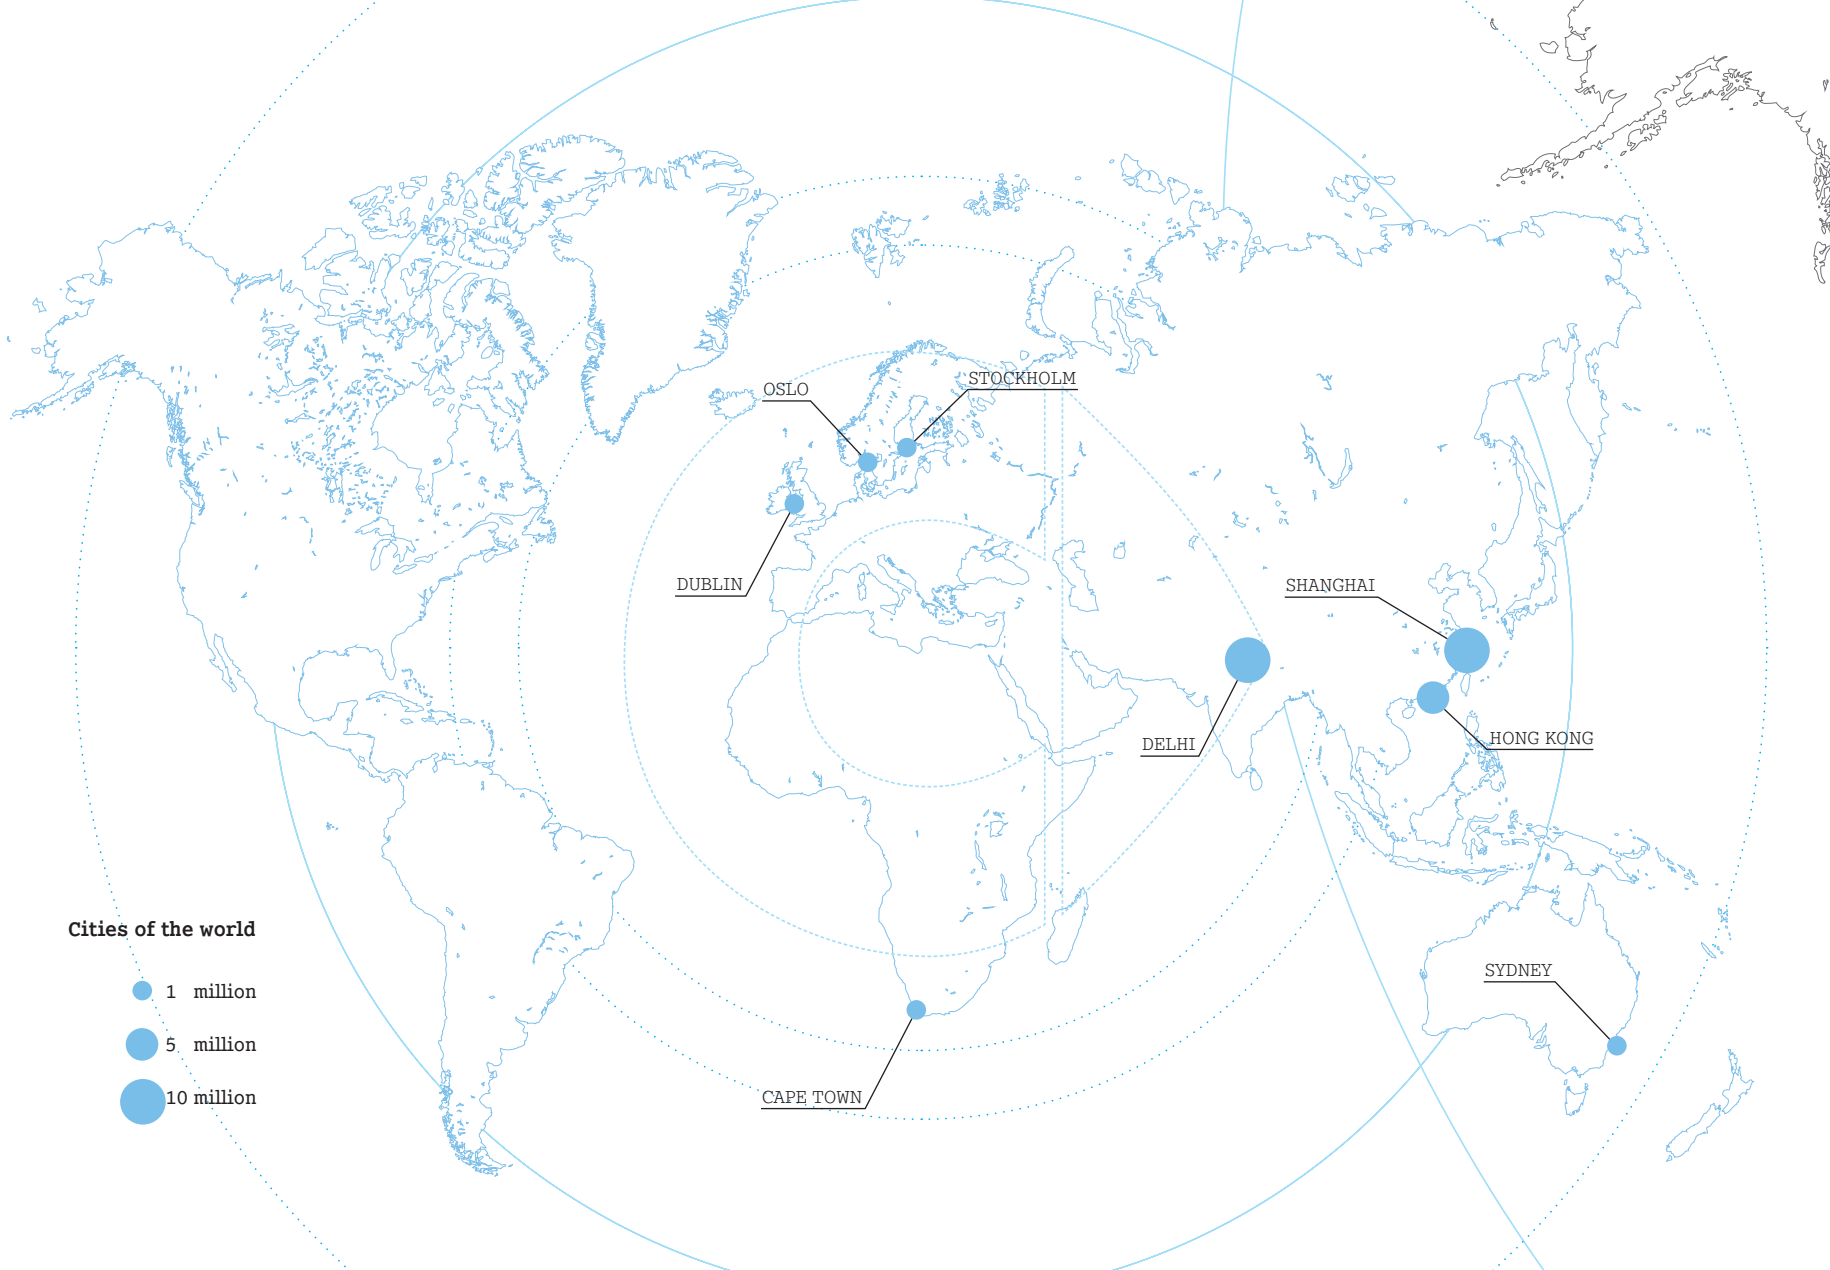 OSLO
STOCKHOLM
DUBLIN
SHANGHAI
DELHI
HONG KONG
Cities of the world
SYDNEY
1 million
5 million
10 million
CAPE TOWN